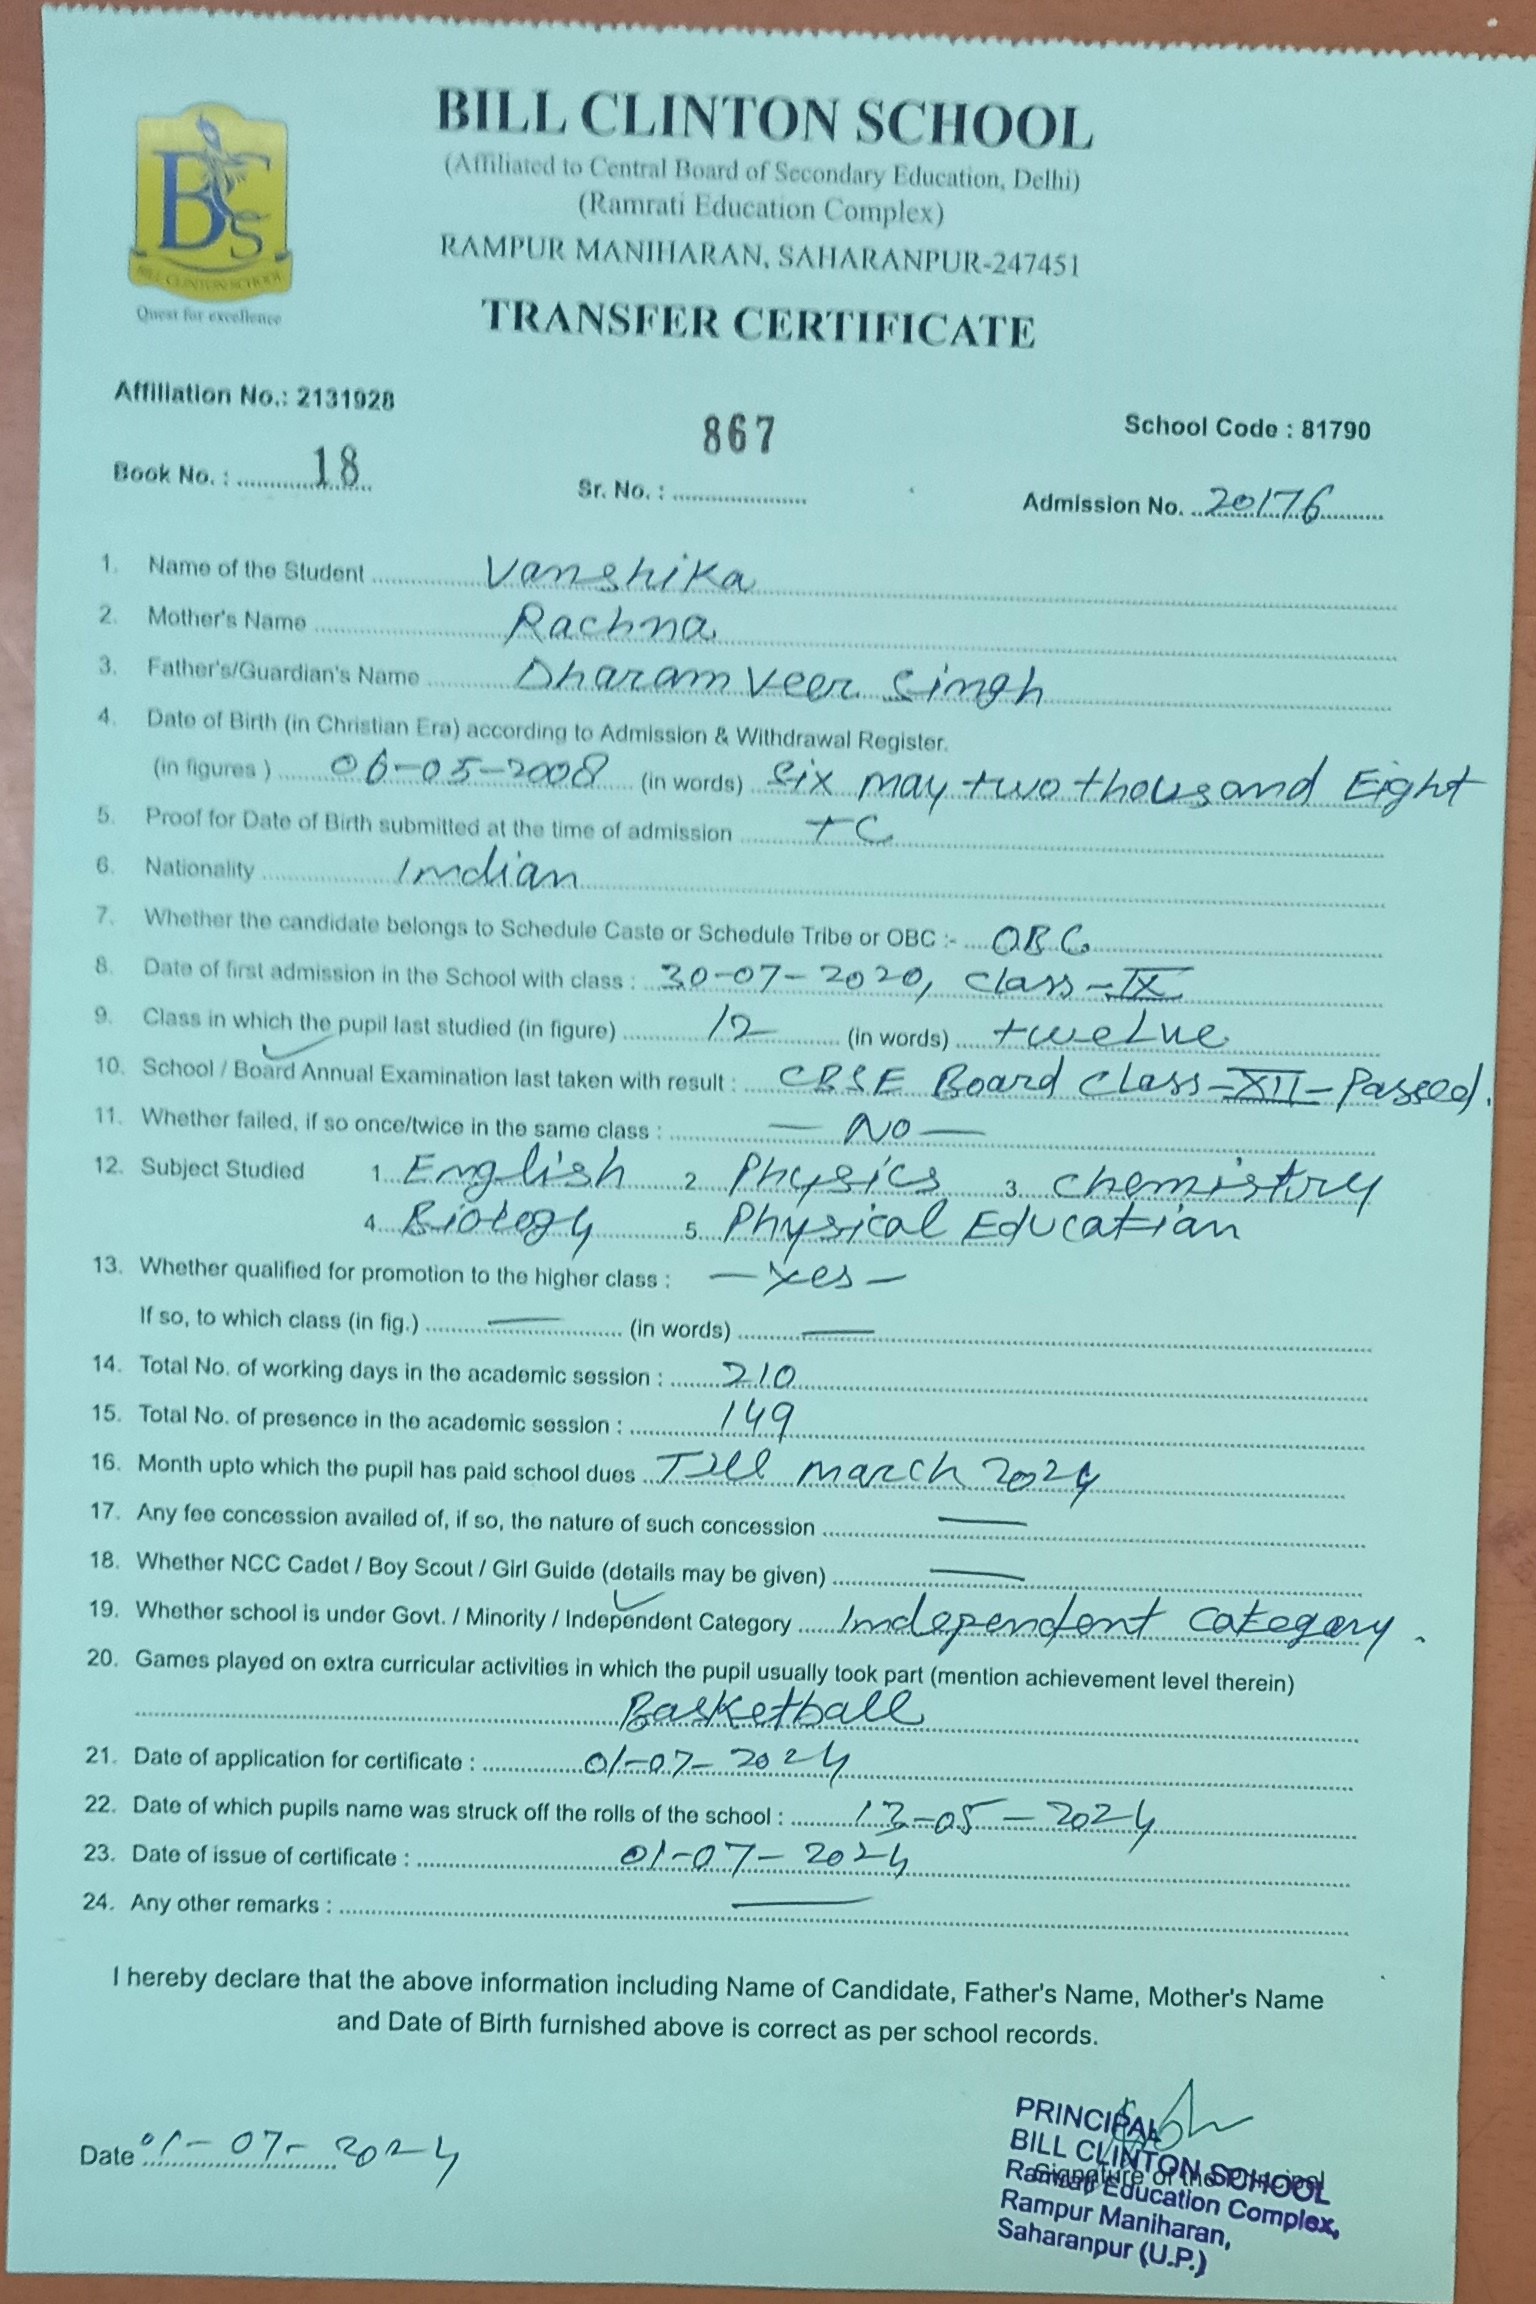 BILL CLINTON SCHOOL
(Affiliated to Central Board of Secondary Education, Delhi)
(Ramrati Education Complex)
RAMPUR MANIHARAN, SAHARANPUR-247451
BCS
BILL CLINTON SCHOOL
Quest for excellence
TRANSFER CERTIFICATE
Affiliation No.: 2131928
School Code : 81790
Book No. : 18
Sr. No. : 867
Admission No. 20176
1. Name of the Student Vanshika
2. Mother's Name Rachna
3. Father's/Guardian's Name Dharam Veer Singh
4. Date of Birth (in Christian Era) according to Admission & Withdrawal Register.
(in figures ) 06-05-2008 (in words) Six may two thousand Eight
5. Proof for Date of Birth submitted at the time of admission TC
6. Nationality Indian
7. Whether the candidate belongs to Schedule Caste or Schedule Tribe or OBC :- OBC
8. Date of first admission in the School with class : 30-07-2020, Class-IX
9. Class in which the pupil last studied (in figure) 12 (in words) twelve
10. School / Board Annual Examination last taken with result : CBSE Board Class-XII-Passed.
11. Whether failed, if so once/twice in the same class : — No —
12. Subject Studied 1. English 2. Physics 3. Chemistry
4. Biology 5. Physical Education
13. Whether qualified for promotion to the higher class : — Yes —
If so, to which class (in fig.) — (in words) —
14. Total No. of working days in the academic session : 210
15. Total No. of presence in the academic session : 149
16. Month upto which the pupil has paid school dues Till March 2024
17. Any fee concession availed of, if so, the nature of such concession —
18. Whether NCC Cadet / Boy Scout / Girl Guide (details may be given) —
19. Whether school is under Govt. / Minority / Independent Category Independent Category.
20. Games played on extra curricular activities in which the pupil usually took part (mention achievement level therein)
Basketball
21. Date of application for certificate : 01-07-2024
22. Date of which pupils name was struck off the rolls of the school : 13-05-2024
23. Date of issue of certificate : 01-07-2024
24. Any other remarks : —
I hereby declare that the above information including Name of Candidate, Father's Name, Mother's Name
and Date of Birth furnished above is correct as per school records.
Date 01-07-2024
PRINCIPAL
BILL CLINTON SCHOOL
Signature of the Principal
Ramrati Education Complex,
Rampur Maniharan,
Saharanpur (U.P.)